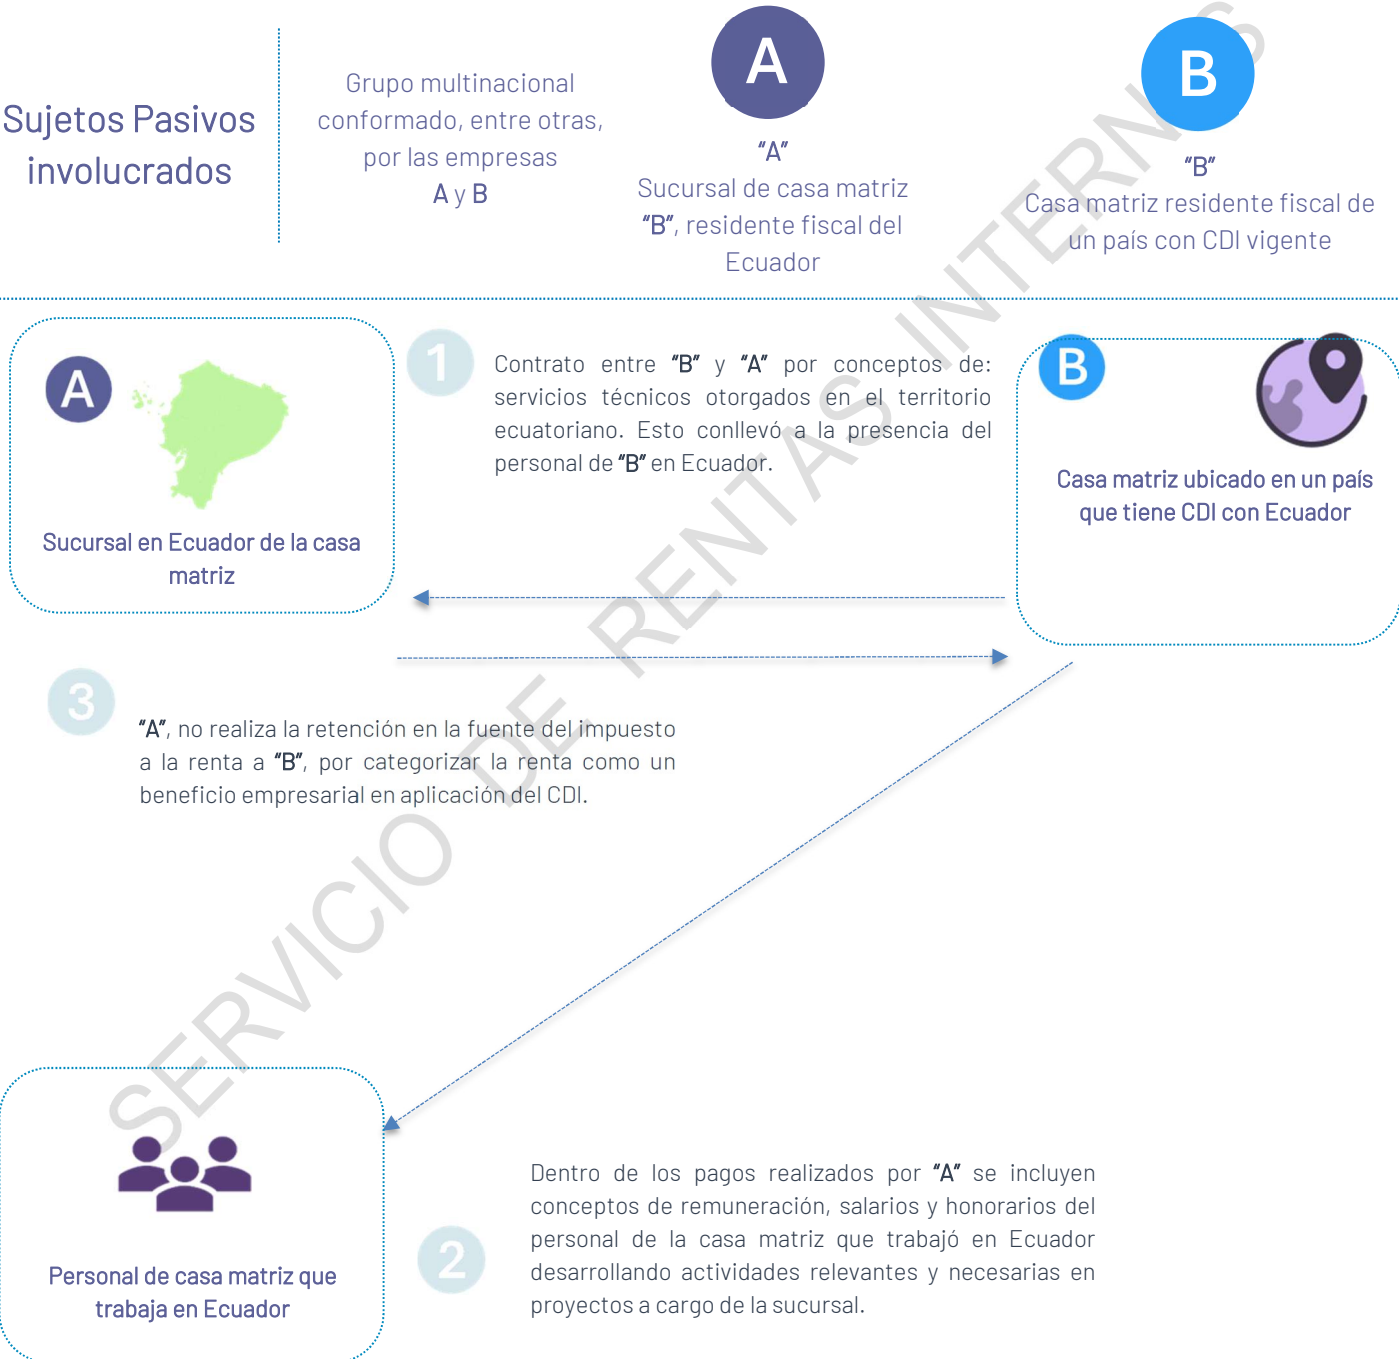 Sujetos Pasivos
involucrados
Grupo multinacional
conformado, entre otras,
por las empresas
A y B
A
"A"
Sucursal de casa matriz
"B", residente fiscal del
Ecuador
B
"B"
Casa matriz residente fiscal de
un país con CDI vigente
A
Sucursal en Ecuador de la casa
matriz
1
Contrato entre "B" y "A" por conceptos de:
servicios técnicos otorgados en el territorio
ecuatoriano. Esto conllevó a la presencia del
personal de "B" en Ecuador.
B
Casa matriz ubicado en un país
que tiene CDI con Ecuador
3
"A", no realiza la retención en la fuente del impuesto
a la renta a "B", por categorizar la renta como un
beneficio empresarial en aplicación del CDI.
Personal de casa matriz que
trabaja en Ecuador
2
Dentro de los pagos realizados por "A" se incluyen
conceptos de remuneración, salarios y honorarios del
personal de la casa matriz que trabajó en Ecuador
desarrollando actividades relevantes y necesarias en
proyectos a cargo de la sucursal.
SERVICIO DE RENTAS INTERNAS